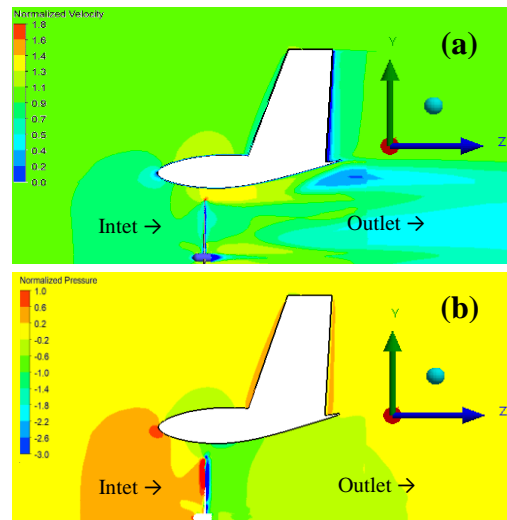 Normalized Velocity
1.8
1.6
1.4
1.3
1.1
0.9
0.7
0.5
0.4
0.2
0.0
(a)
Y
Z
Intet →
Outlet →
Normalized Pressure
1.0
0.6
0.2
-0.2
-0.6
-1.0
-1.4
-1.8
-2.2
-2.6
-3.0
(b)
Y
Z
Intet →
Outlet →